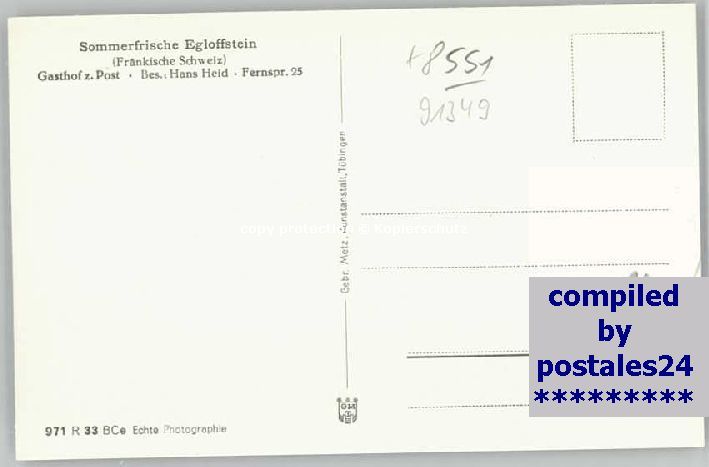 Sommerfrische Egloffstein
(Fränkische Schweiz)
Gasthof z. Post · Bes.: Hans Heid · Fernspr. 25
+8551
91349
Gebr. Metz, Kunstanstalt, Tübingen
copy protection © Kopierschutz
compiled
by
postales24
*********
971 R 33 BCe Echte Photographie